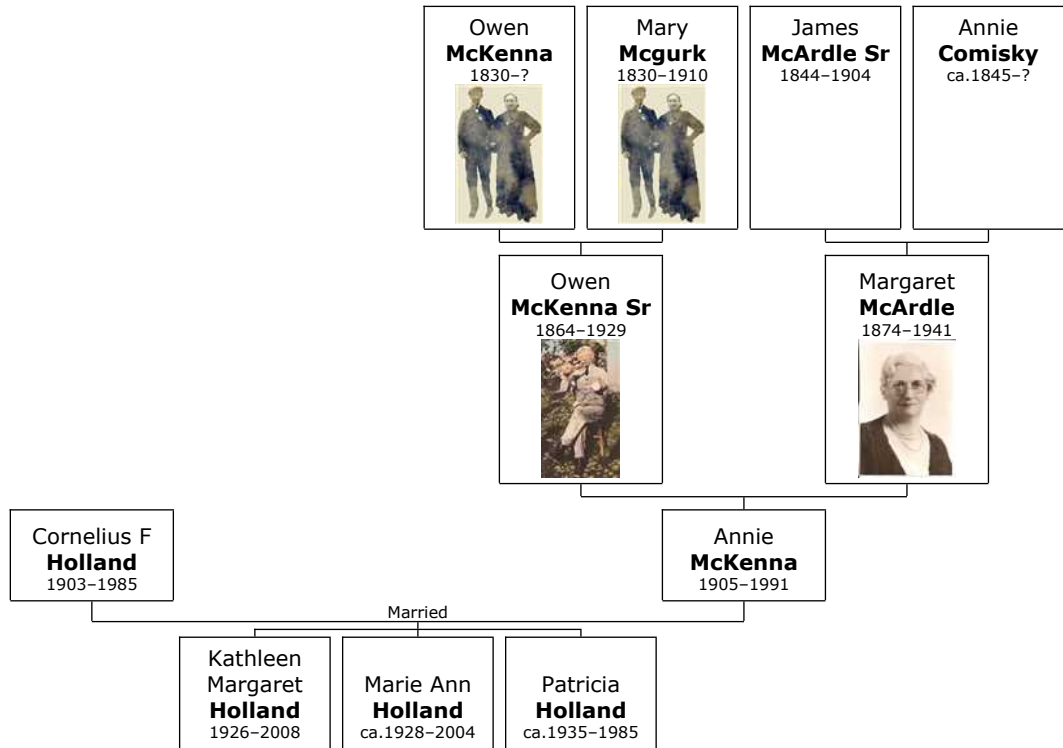 Owen
McKenna
1830–?
Mary
Mcgurk
1830–1910
James
McArdle Sr
1844–1904
Annie
Comisky
ca.1845–?
Owen
McKenna Sr
1864–1929
Margaret
McArdle
1874–1941
Cornelius F
Holland
1903–1985
Annie
McKenna
1905–1991
Married
Kathleen
Margaret
Holland
1926–2008
Marie Ann
Holland
ca.1928–2004
Patricia
Holland
ca.1935–1985